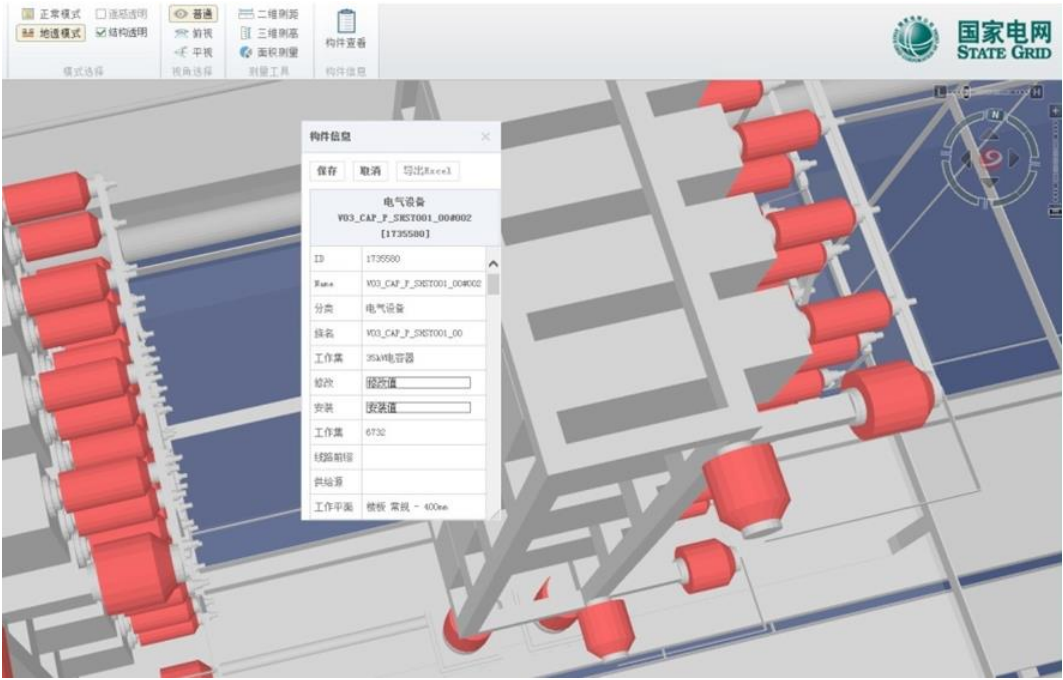 正常模式 遥感透明
地透模式 结构透明
模式选择
普通
俯视
平视
视角选择
二维测距
三维测高
面积测量
测量工具
构件查看
构件信息
国家电网
STATE GRID
L H
N
构件信息 ×
保存 取消 导出Excel
电气设备
V03_CAP_P_SHST001_00#002
[1735580]
ID 1735580
Name V03_CAP_P_SHST001_00#002
分类 电气设备
族名 V03_CAP_P_SHST001_00
工作集 35kV电容器
修改 修改值
安装 安装值
工作集 6732
线路前缀
供给源
工作平面 楼板 常规 - 400mm